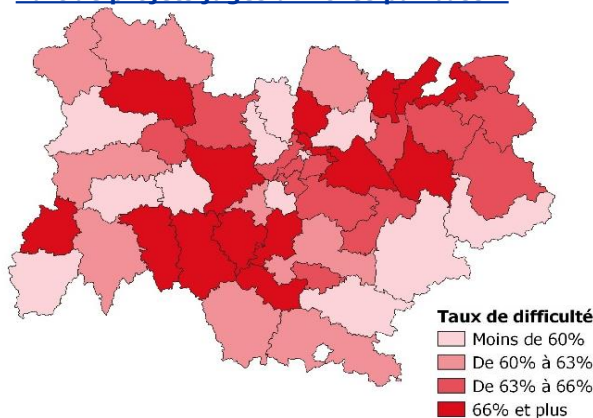 Taux de difficulté
Moins de 60%
De 60% à 63%
De 63% à 66%
66% et plus